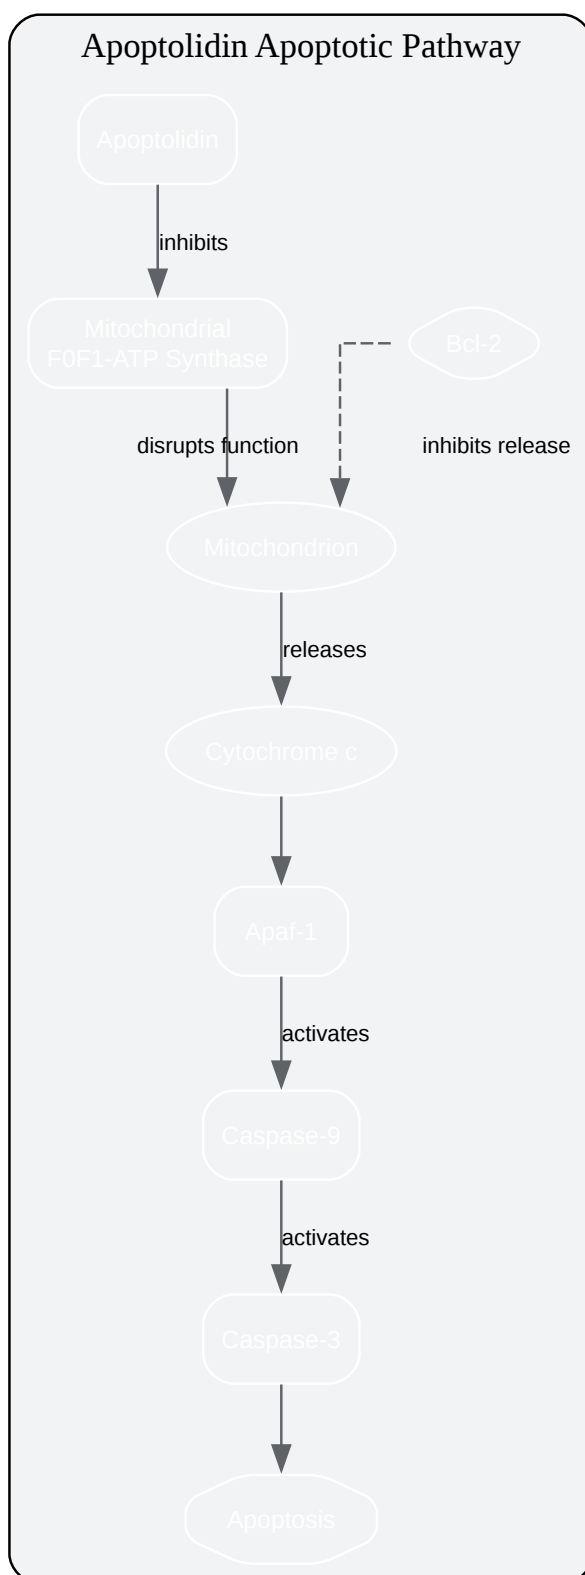 Apoptolidin Apoptotic Pathway
Apoptolidin
inhibits
Mitochondrial
F0F1-ATP Synthase
Bcl-2
disrupts function
inhibits release
Mitochondrion
releases
Cytochrome c
Apaf-1
activates
Caspase-9
activates
Caspase-3
Apoptosis